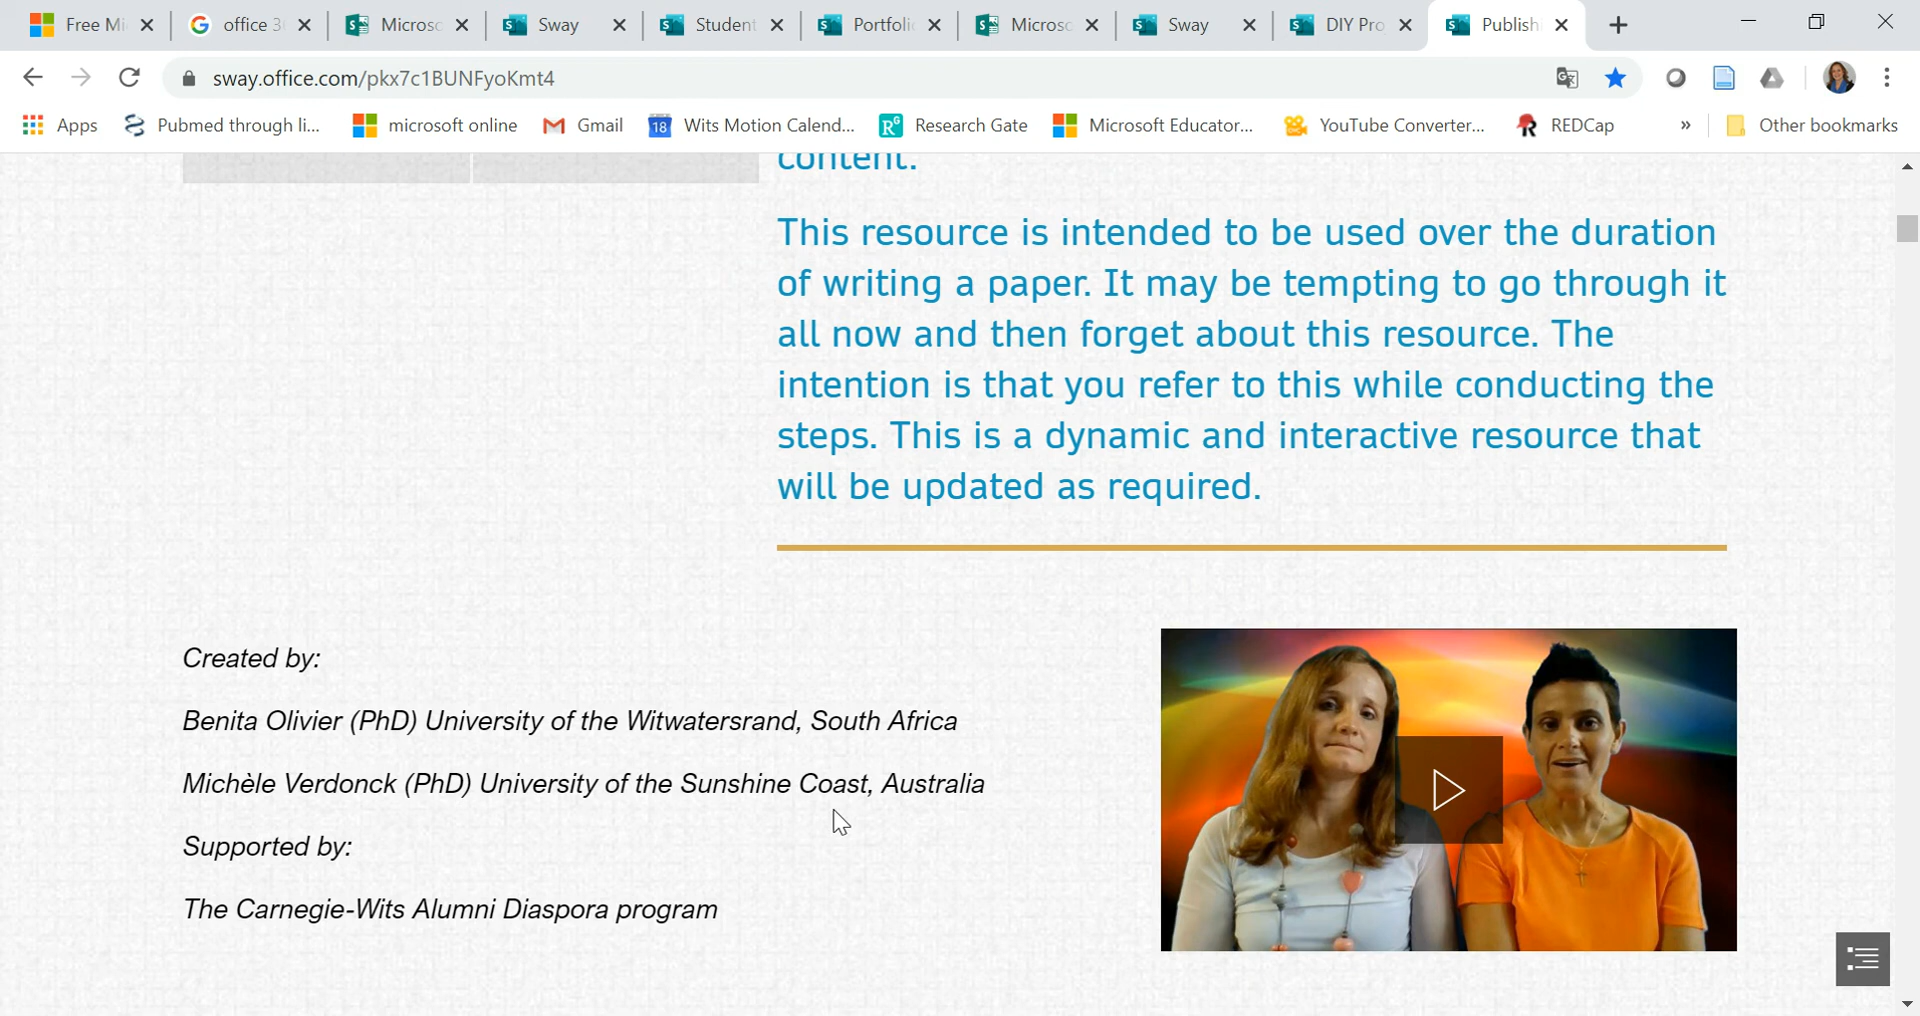 Free Mi
office 3
Microso
Sway
Student
Portfoli
Microso
Sway
DIY Pro
Publish
sway.office.com/pkx7c1BUNFyoKmt4
Apps
Pubmed through li...
microsoft online
Gmail
18
Wits Motion Calend...
Research Gate
Microsoft Educator...
YouTube Converter...
REDCap
»
Other bookmarks
content.
This resource is intended to be used over the duration
of writing a paper. It may be tempting to go through it
all now and then forget about this resource. The
intention is that you refer to this while conducting the
steps. This is a dynamic and interactive resource that
will be updated as required.
Created by:
Benita Olivier (PhD) University of the Witwatersrand, South Africa
Michèle Verdonck (PhD) University of the Sunshine Coast, Australia
Supported by:
The Carnegie-Wits Alumni Diaspora program